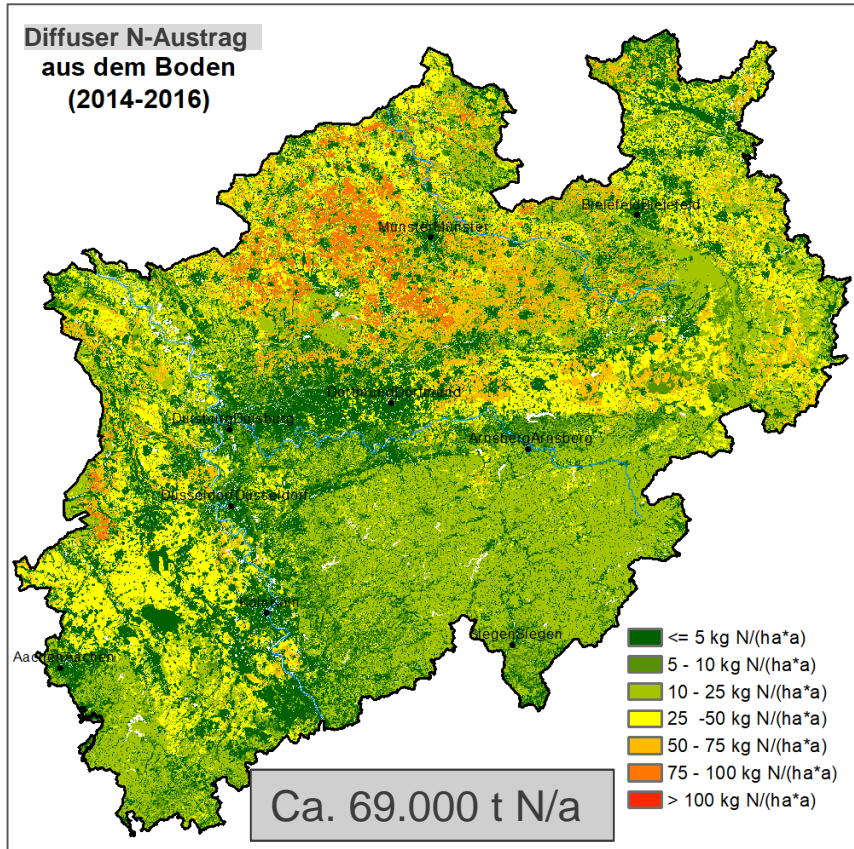 Diffuser N-Austrag
aus dem Boden
(2014-2016)
BielefeldBielefeld
MünsterMünster
DortmundDortmund
DuisburgDuisburg
ArnsbergArnsberg
DüsseldorfDüsseldorf
KölnKöln
SiegenSiegen
AachenAachen
<= 5 kg N/(ha*a)
5 - 10 kg N/(ha*a)
10 - 25 kg N/(ha*a)
25 -50 kg N/(ha*a)
50 - 75 kg N/(ha*a)
75 - 100 kg N/(ha*a)
> 100 kg N/(ha*a)
Ca. 69.000 t N/a